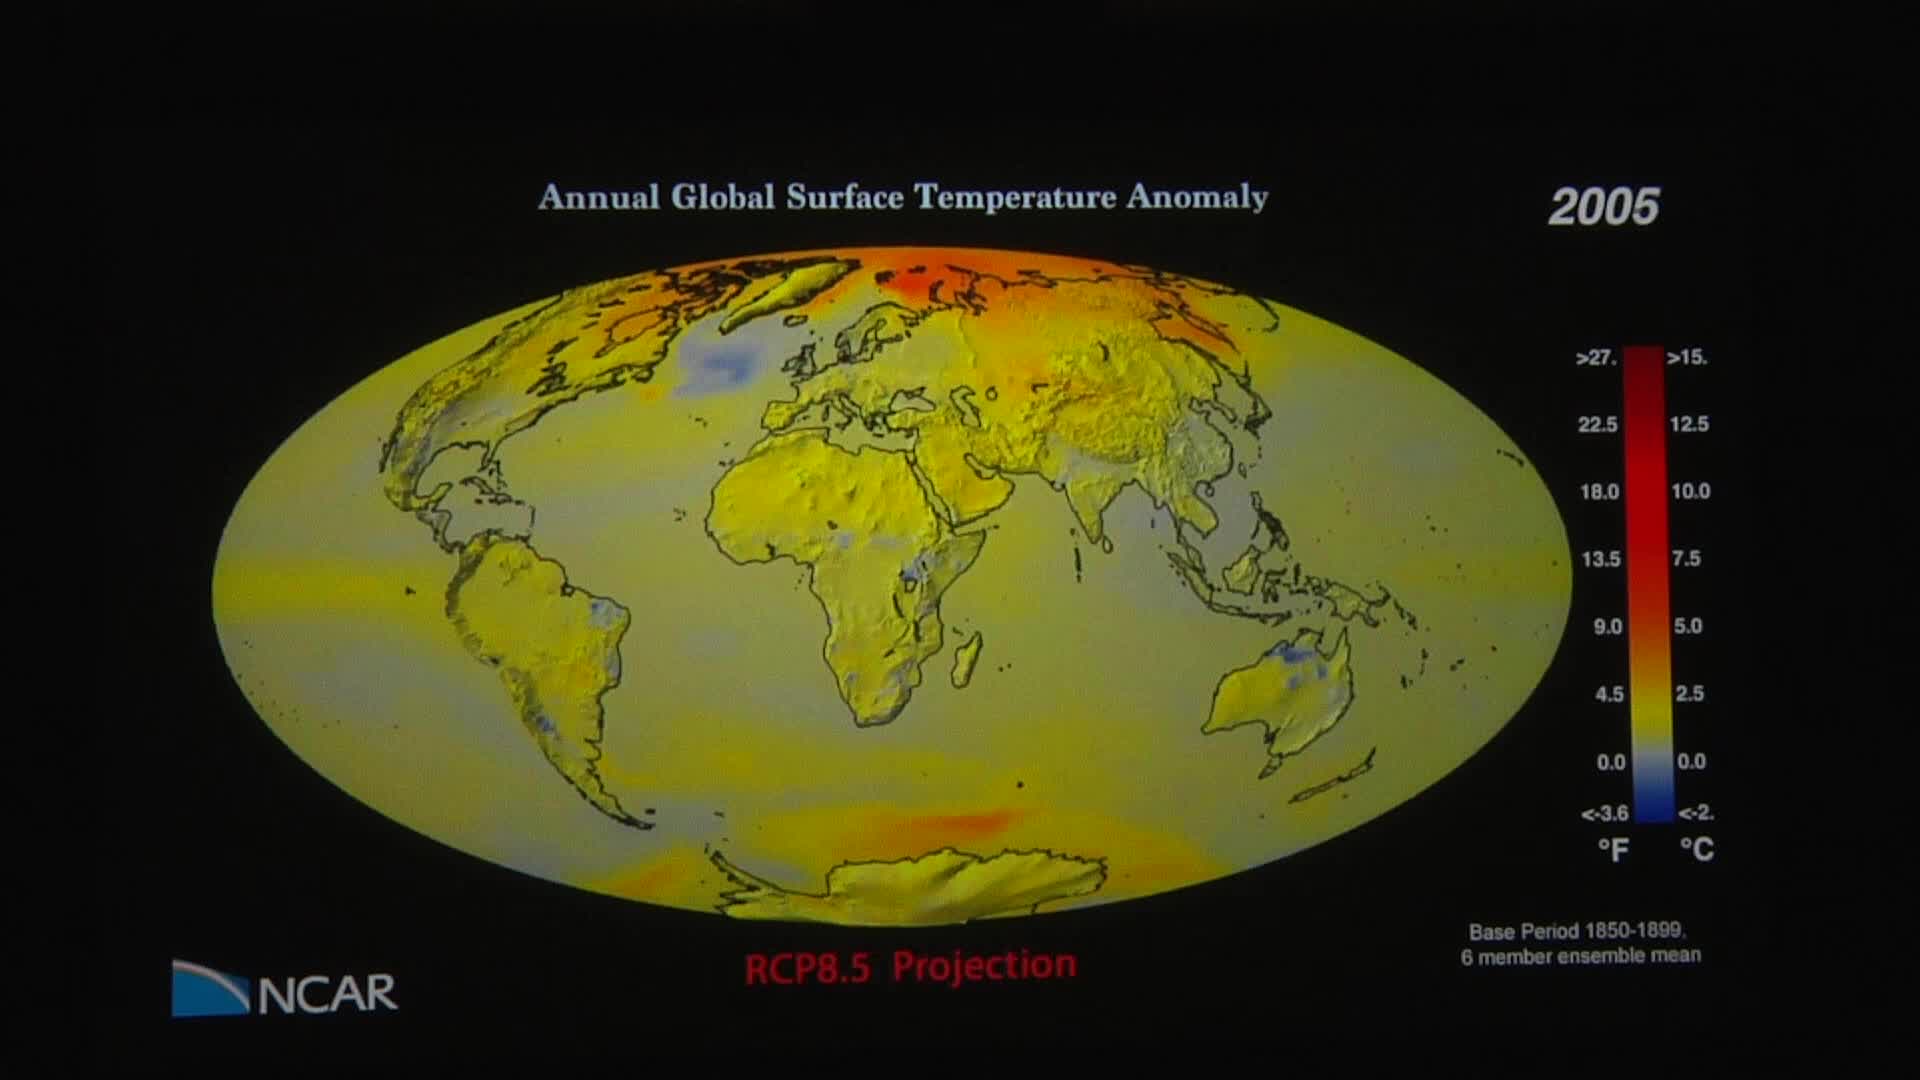 Annual Global Surface Temperature Anomaly
2005
>27. >15.
22.5 12.5
18.0 10.0
13.5 7.5
9.0 5.0
4.5 2.5
0.0 0.0
<-3.6 <-2.
°F °C
Base Period 1850-1899,
6 member ensemble mean
RCP8.5 Projection
NCAR